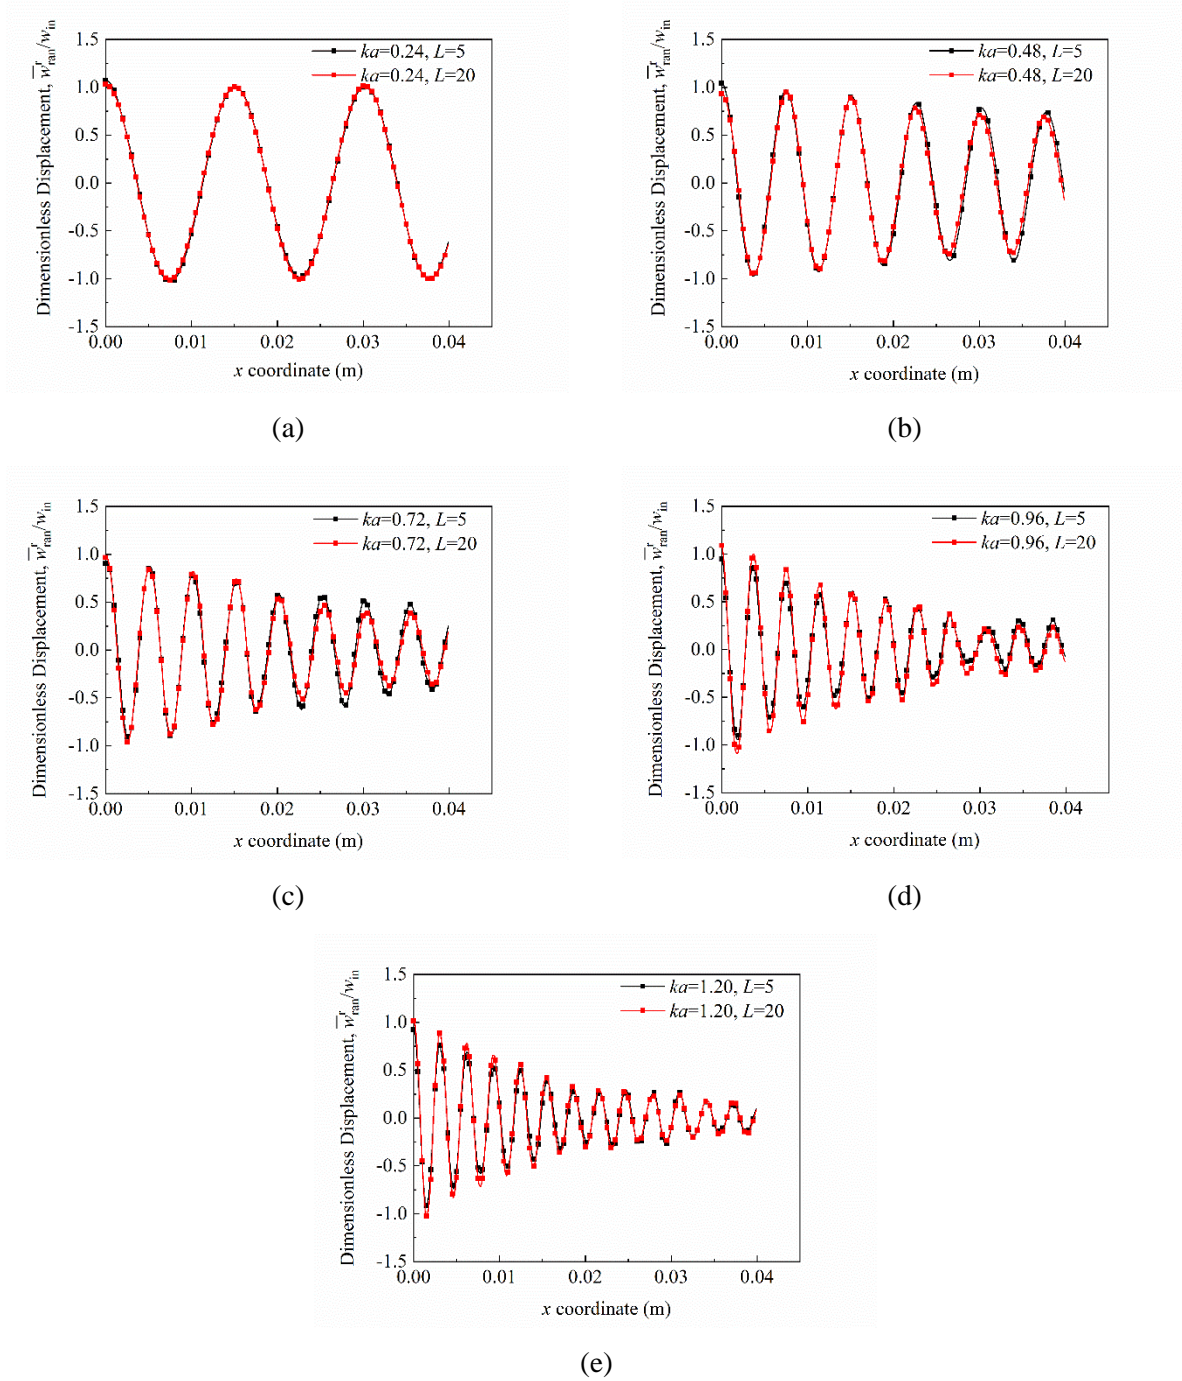 Dimensionless Displacement, w̅ʳran/win
1.5
1.0
0.5
0.0
-0.5
-1.0
-1.5
ka=0.24, L=5
ka=0.24, L=20
0.00 0.01 0.02 0.03 0.04
x coordinate (m)
(a)
Dimensionless Displacement, w̅ʳran/win
1.5
1.0
0.5
0.0
-0.5
-1.0
-1.5
ka=0.48, L=5
ka=0.48, L=20
0.00 0.01 0.02 0.03 0.04
x coordinate (m)
(b)
Dimensionless Displacement, w̅ʳran/win
1.5
1.0
0.5
0.0
-0.5
-1.0
-1.5
ka=0.72, L=5
ka=0.72, L=20
0.00 0.01 0.02 0.03 0.04
x coordinate (m)
(c)
Dimensionless Displacement, w̅ʳran/win
1.5
1.0
0.5
0.0
-0.5
-1.0
-1.5
ka=0.96, L=5
ka=0.96, L=20
0.00 0.01 0.02 0.03 0.04
x coordinate (m)
(d)
Dimensionless Displacement, w̅ʳran/win
1.5
1.0
0.5
0.0
-0.5
-1.0
-1.5
ka=1.20, L=5
ka=1.20, L=20
0.00 0.01 0.02 0.03 0.04
x coordinate (m)
(e)